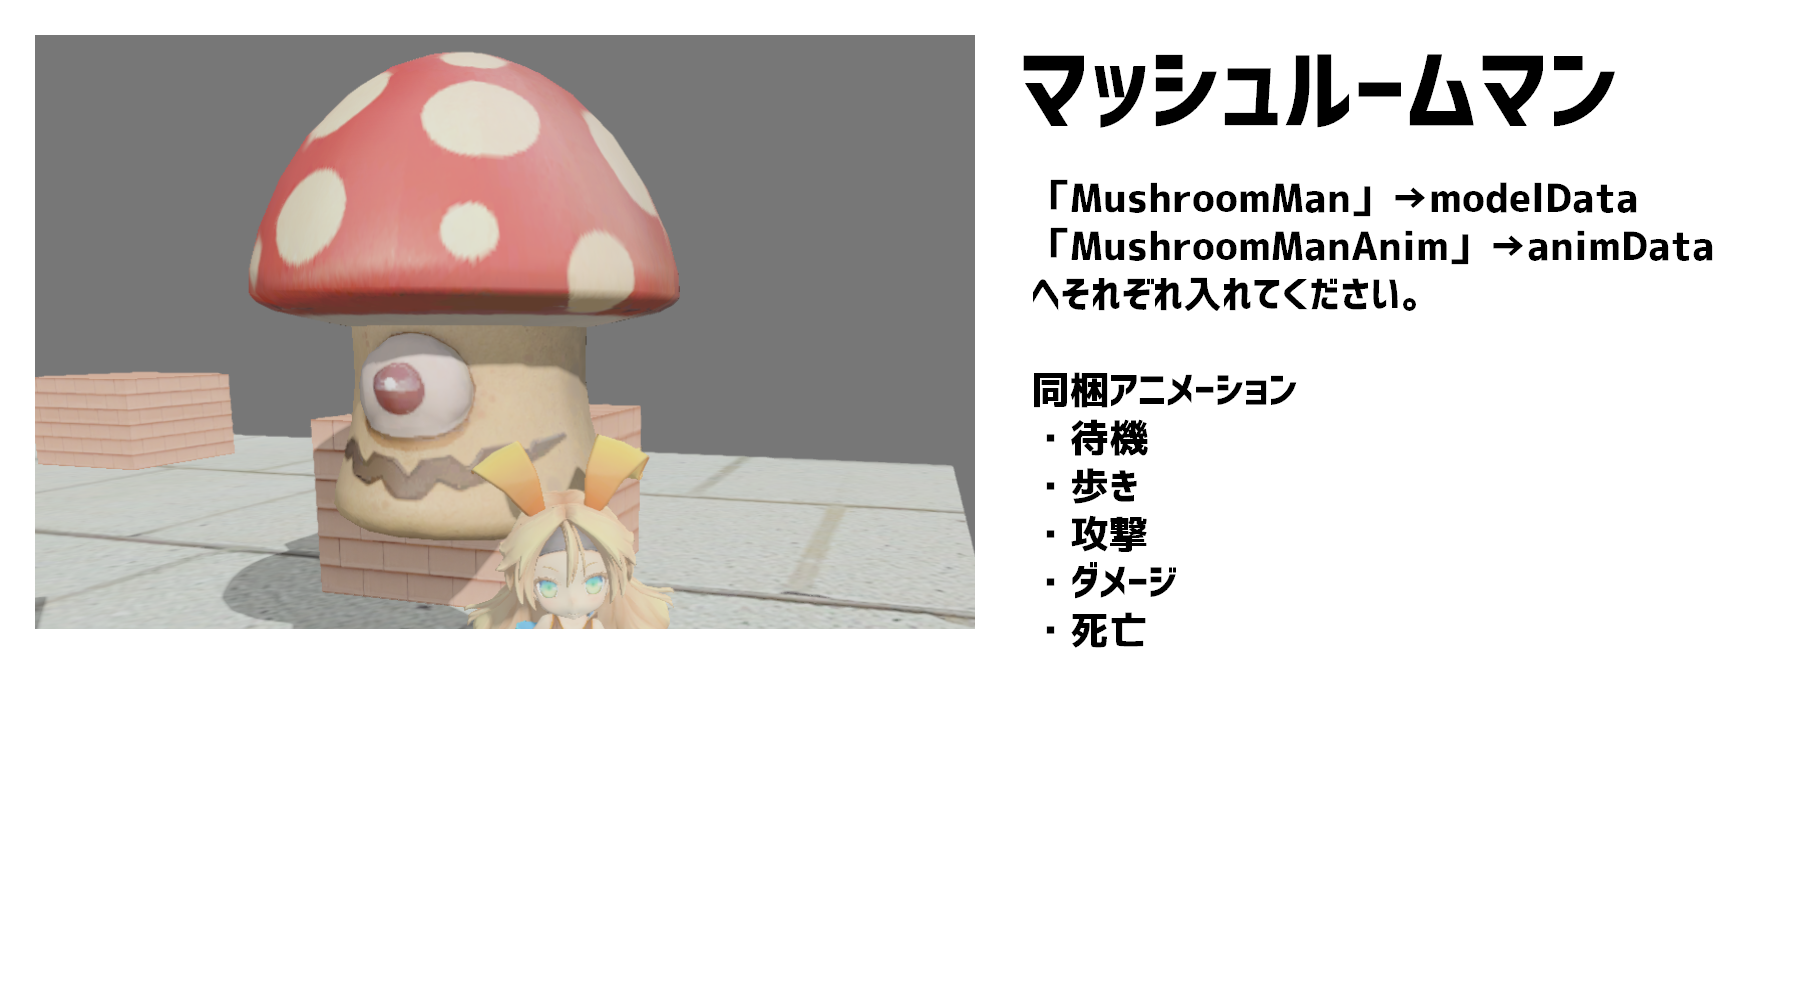 マッシュルームマン
「MushroomMan」→modelData
「MushroomManAnim」→animData
へそれぞれ入れてください。
同梱アニメーション
・待機
・歩き
・攻撃
・ダメージ
・死亡